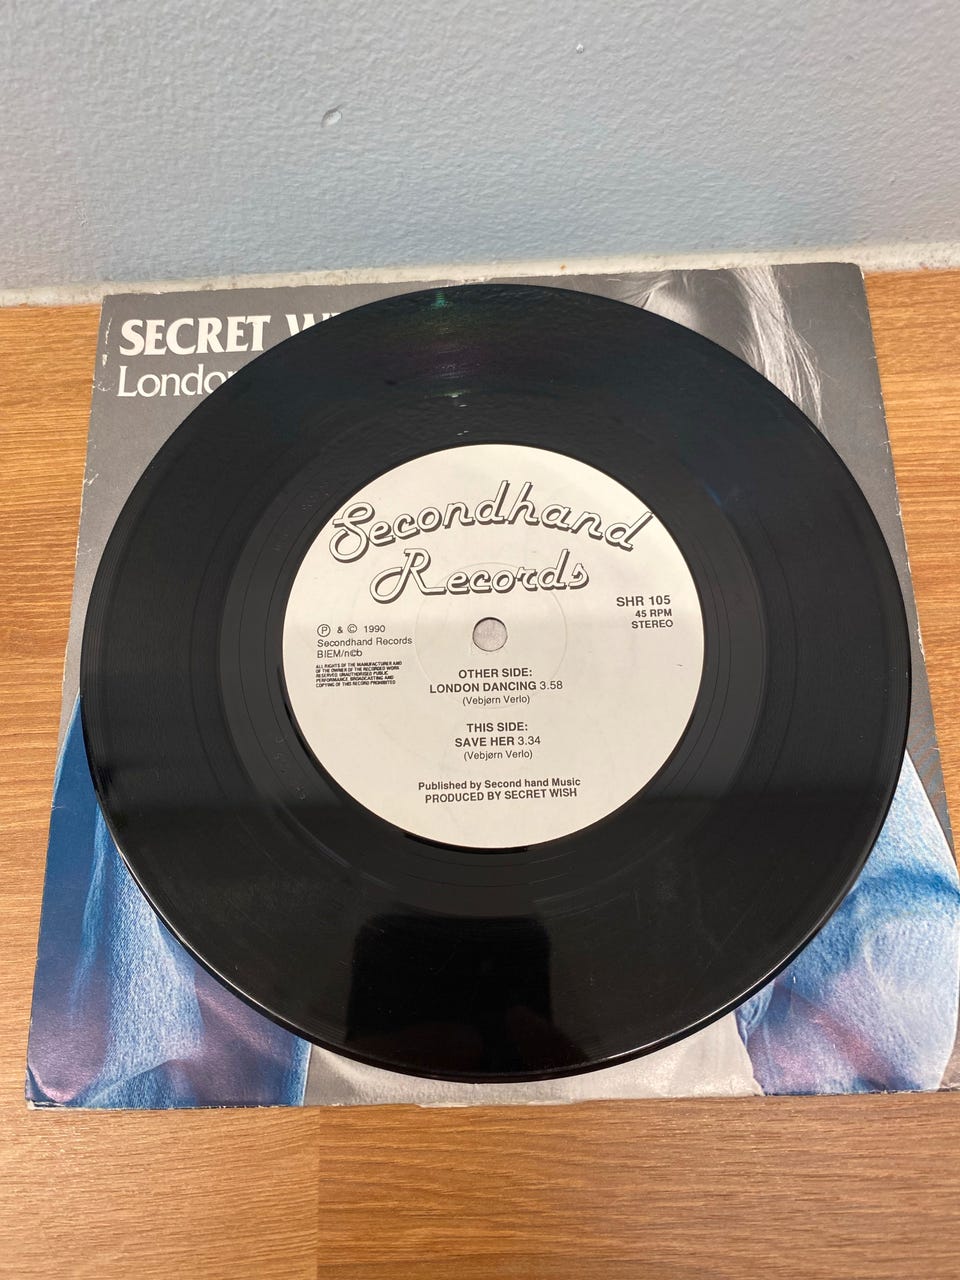 SECRET
London
Secondhand
Records
SHR 105
45 RPM
STEREO
Ⓟ & © 1990
Secondhand Records
BIEM/n©b
ALL RIGHTS OF THE MANUFACTURER AND
OF THE OWNER OF THE RECORDED WORK
RESERVED. UNAUTHORISED PUBLIC
PERFORMANCE, BROADCASTING AND
COPYING OF THIS RECORD PROHIBITED
OTHER SIDE:
LONDON DANCING 3.58
(Vebjørn Verlo)
THIS SIDE:
SAVE HER 3.34
(Vebjørn Verlo)
Published by Second hand Music
PRODUCED BY SECRET WISH